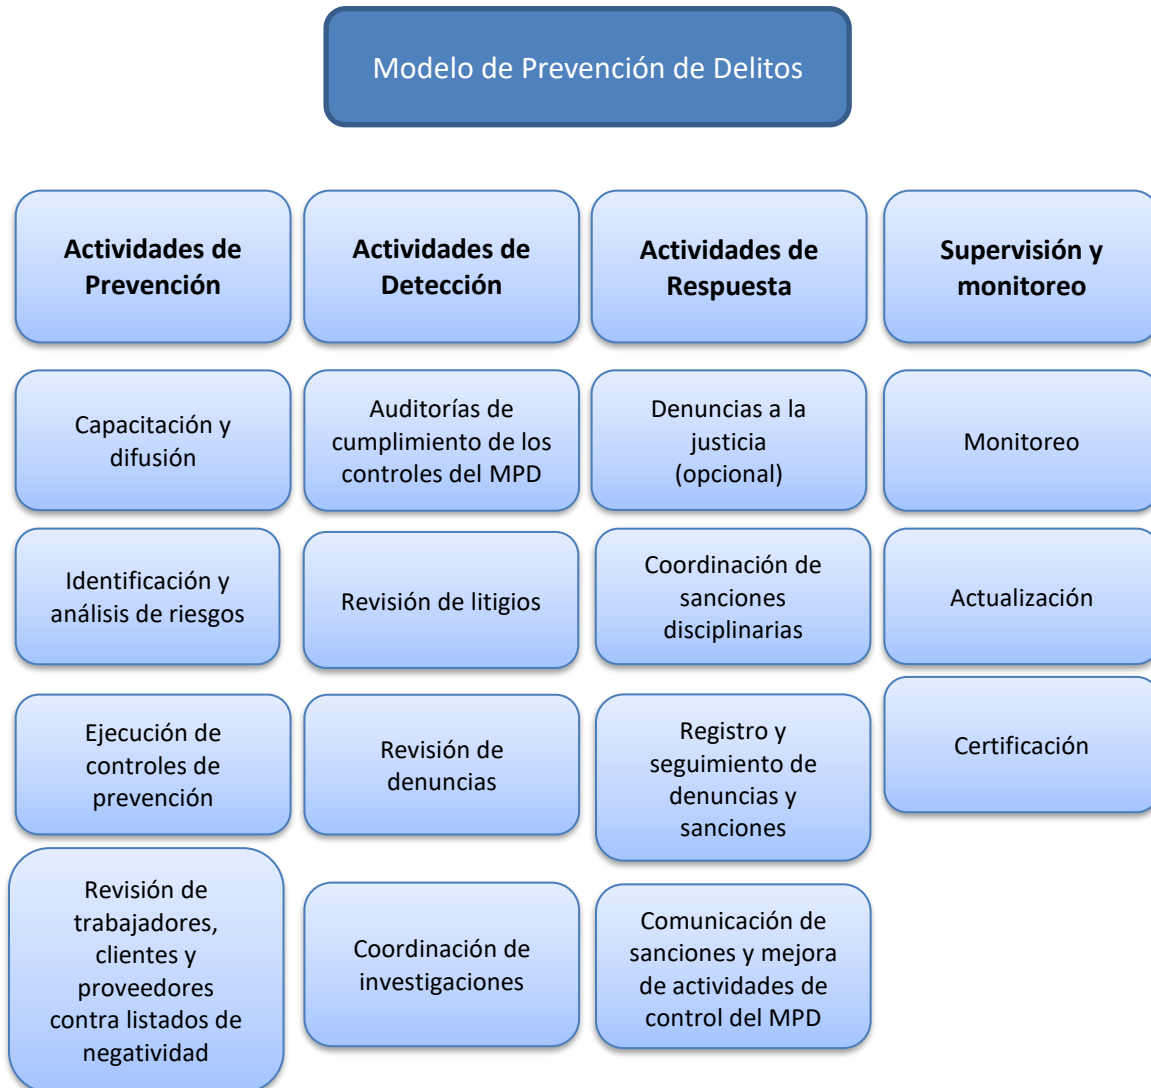 Modelo de Prevención de Delitos
Actividades de
Prevención
Actividades de
Detección
Actividades de
Respuesta
Supervisión y
monitoreo
Capacitación y
difusión
Auditorías de
cumplimiento de los
controles del MPD
Denuncias a la
justicia
(opcional)
Monitoreo
Identificación y
análisis de riesgos
Revisión de litigios
Coordinación de
sanciones
disciplinarias
Actualización
Ejecución de
controles de
prevención
Revisión de
denuncias
Registro y
seguimiento de
denuncias y
sanciones
Certificación
Revisión de
trabajadores,
clientes y
proveedores
contra listados de
negatividad
Coordinación de
investigaciones
Comunicación de
sanciones y mejora
de actividades de
control del MPD